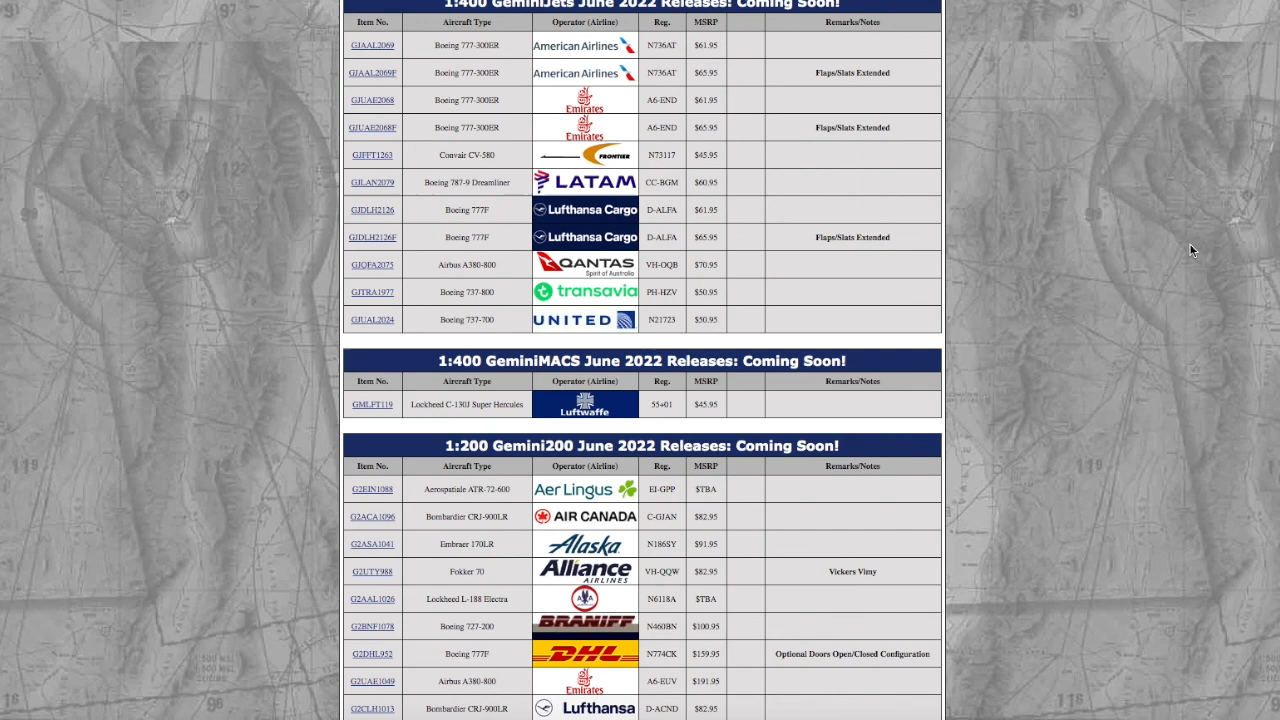 1:400 GeminiJets June 2022 Releases: Coming Soon!
Item No. Aircraft Type Operator (Airline) Reg. MSRP Remarks/Notes
GJAAL2069 Boeing 777-300ER American Airlines N736AT $61.95
GJAAL2069F Boeing 777-300ER American Airlines N736AT $65.95 Flaps/Slats Extended
GJUAE2068 Boeing 777-300ER Emirates A6-END $61.95
GJUAE2068F Boeing 777-300ER Emirates A6-END $65.95 Flaps/Slats Extended
GJFFT1263 Convair CV-580 FRONTIER N73117 $45.95
GJLAN2079 Boeing 787-9 Dreamliner LATAM CC-BGM $60.95
GJDLH2126 Boeing 777F Lufthansa Cargo D-ALFA $61.95
GJDLH2126F Boeing 777F Lufthansa Cargo D-ALFA $65.95 Flaps/Slats Extended
GJQFA2075 Airbus A380-800 QANTAS Spirit of Australia VH-OQB $70.95
GJTRA1977 Boeing 737-800 transavia PH-HZV $50.95
GJUAL2024 Boeing 737-700 UNITED N21723 $50.95
1:400 GeminiMACS June 2022 Releases: Coming Soon!
Item No. Aircraft Type Operator (Airline) Reg. MSRP Remarks/Notes
GMLFT119 Lockheed C-130J Super Hercules Luftwaffe 55+01 $45.95
1:200 Gemini200 June 2022 Releases: Coming Soon!
Item No. Aircraft Type Operator (Airline) Reg. MSRP Remarks/Notes
G2EIN1088 Aerospatiale ATR-72-600 Aer Lingus EI-GPP $TBA
G2ACA1096 Bombardier CRJ-900LR AIR CANADA C-GJAN $82.95
G2ASA1041 Embraer 170LR Alaska N186SY $91.95
G2UTY988 Fokker 70 Alliance AIRLINES VH-QQW $82.95 Vickers Vimy
G2AAL1026 Lockheed L-188 Electra AA N6118A $TBA
G2BNF1078 Boeing 727-200 BRANIFF N460BN $100.95
G2DHL952 Boeing 777F DHL N774CK $159.95 Optional Doors Open/Closed Configuration
G2UAE1049 Airbus A380-800 Emirates A6-EUV $191.95
G2CLH1013 Bombardier CRJ-900LR Lufthansa D-ACND $82.95